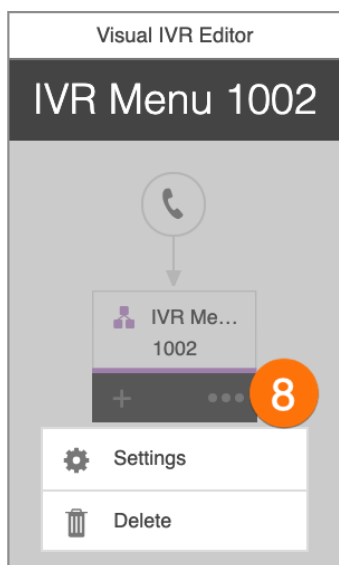 Visual IVR Editor
IVR Menu 1002
IVR Me...
1002
8
Settings
Delete